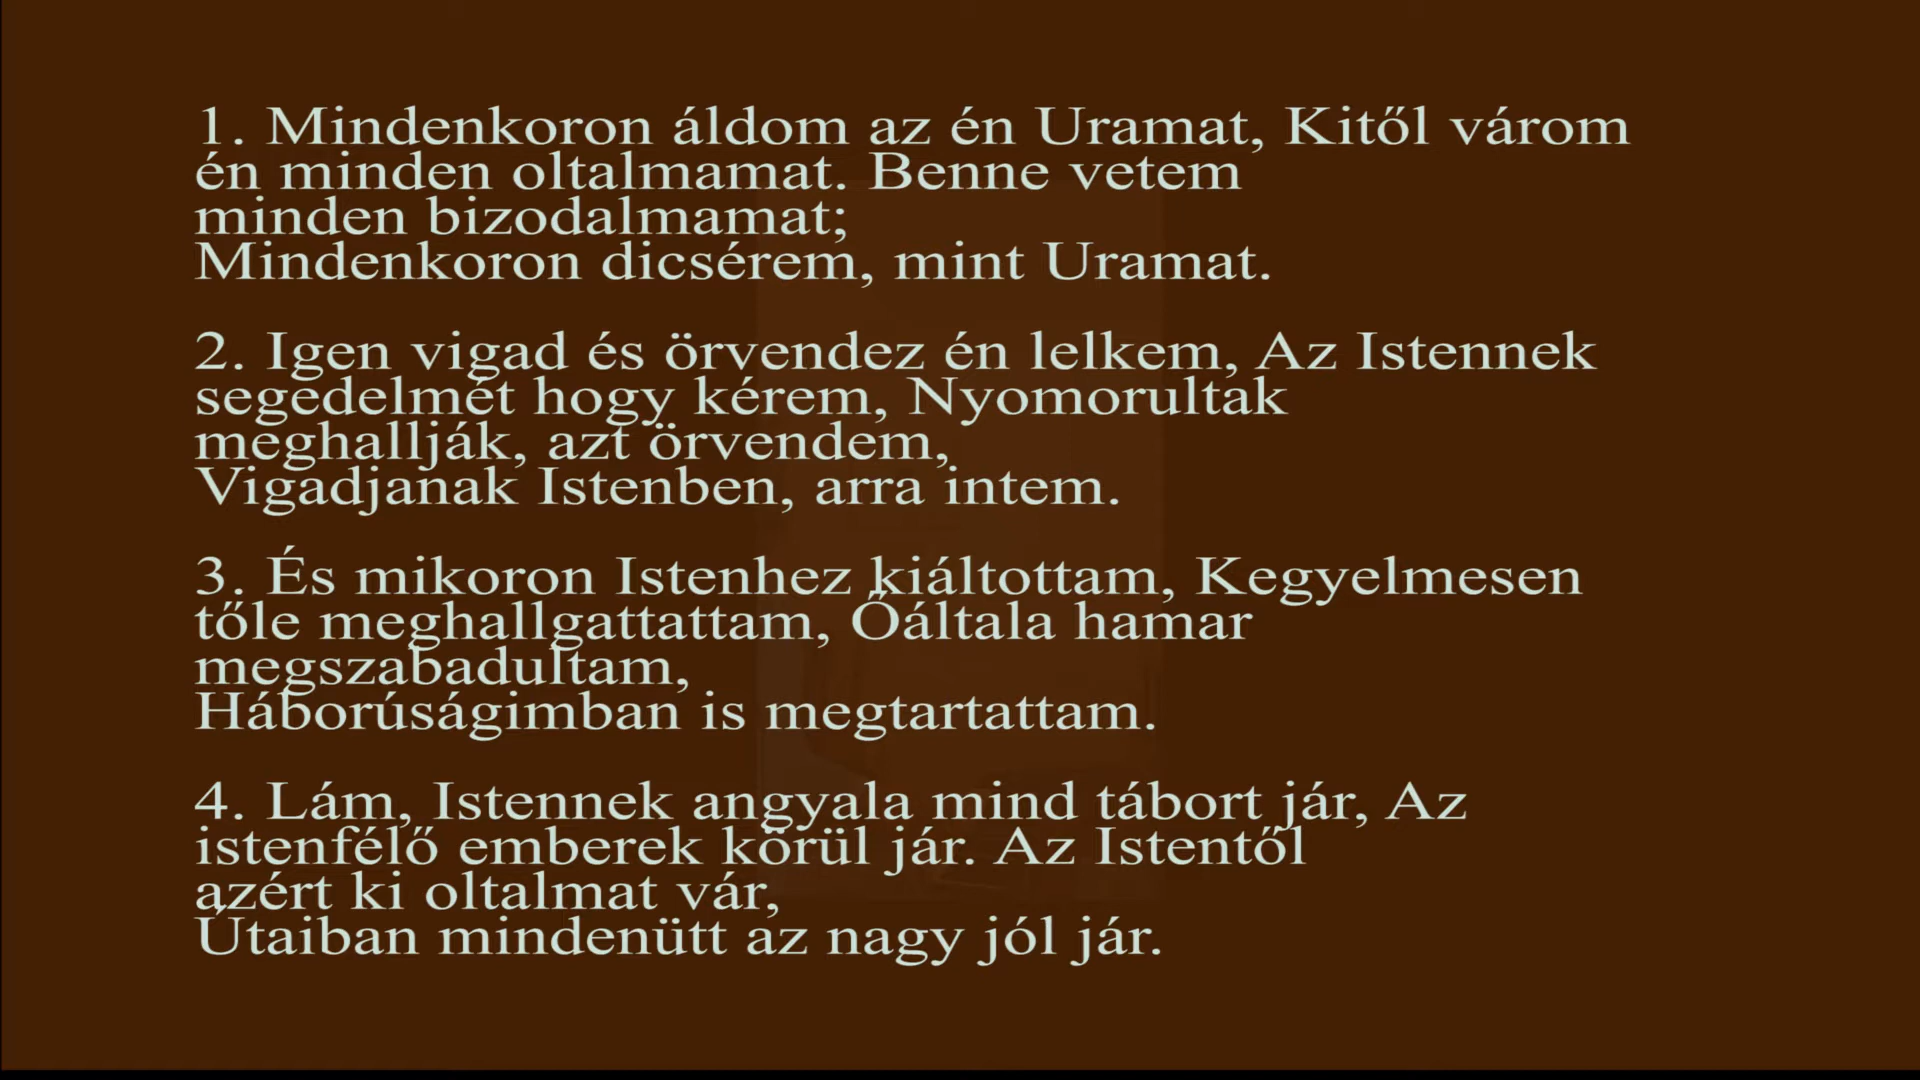 1. Mindenkoron áldom az én Uramat, Kitől várom
én minden oltalmamat. Benne vetem
minden bizodalmamat;
Mindenkoron dicsérem, mint Uramat.
2. Igen vigad és örvendez én lelkem, Az Istennek
segedelmét hogy kérem, Nyomorultak
meghallják, azt örvendem,
Vigadjanak Istenben, arra intem.
3. És mikoron Istenhez kiáltottam, Kegyelmesen
tőle meghallgattattam, Őáltala hamar
megszabadultam,
Háborúságimban is megtartattam.
4. Lám, Istennek angyala mind tábort jár, Az
istenfélő emberek körül jár. Az Istentől
azért ki oltalmat vár,
Útaiban mindenütt az nagy jól jár.